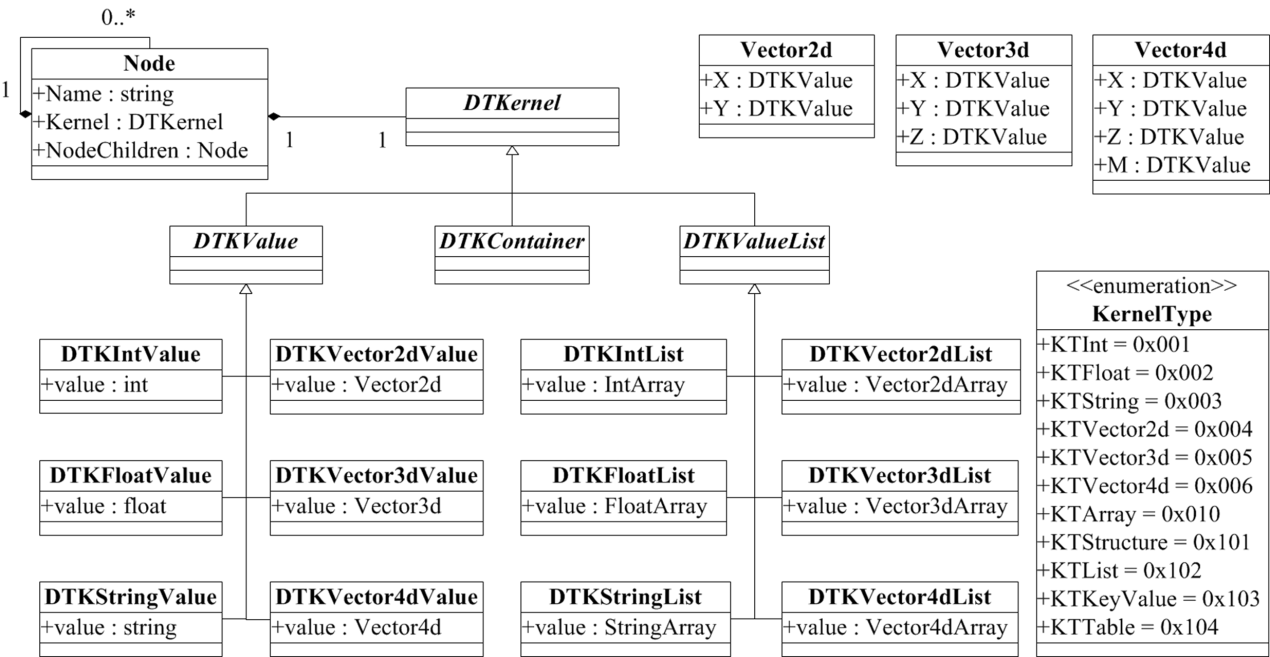 0..*
1
Node
+Name : string
+Kernel : DTKernel
+NodeChildren : Node
1
1
DTKernel
Vector2d
+X : DTKValue
+Y : DTKValue
Vector3d
+X : DTKValue
+Y : DTKValue
+Z : DTKValue
Vector4d
+X : DTKValue
+Y : DTKValue
+Z : DTKValue
+M : DTKValue
DTKValue
DTKContainer
DTKValueList
DTKIntValue
+value : int
DTKVector2dValue
+value : Vector2d
DTKIntList
+value : IntArray
DTKVector2dList
+value : Vector2dArray
DTKFloatValue
+value : float
DTKVector3dValue
+value : Vector3d
DTKFloatList
+value : FloatArray
DTKVector3dList
+value : Vector3dArray
DTKStringValue
+value : string
DTKVector4dValue
+value : Vector4d
DTKStringList
+value : StringArray
DTKVector4dList
+value : Vector4dArray
<<enumeration>>
KernelType
+KTInt = 0x001
+KTFloat = 0x002
+KTString = 0x003
+KTVector2d = 0x004
+KTVector3d = 0x005
+KTVector4d = 0x006
+KTArray = 0x010
+KTStructure = 0x101
+KTList = 0x102
+KTKeyValue = 0x103
+KTTable = 0x104